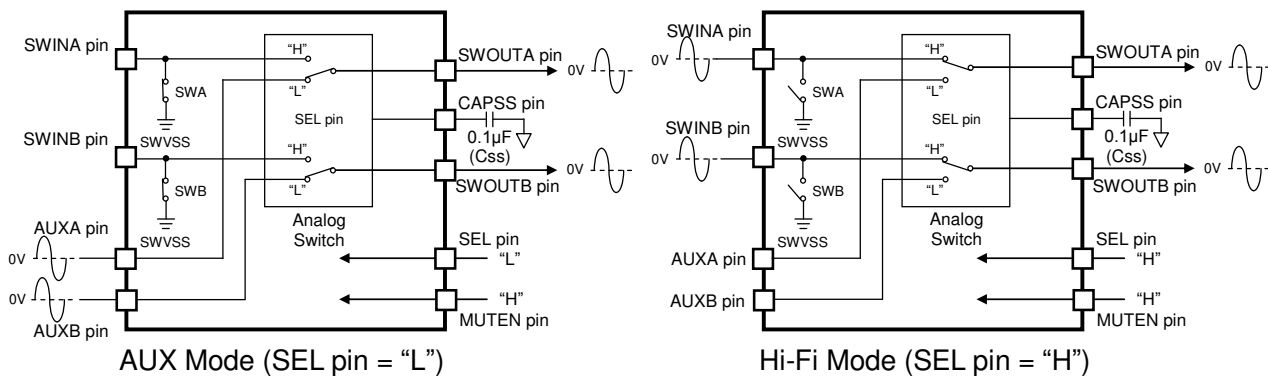 SWINA pin
"H"
SWOUTA pin
0V
"L"
SWA
CAPSS pin
SEL pin
SWINB pin
SWVSS
0.1µF
(Css)
"H"
SWOUTB pin
0V
"L"
SWB
SWVSS
Analog
Switch
AUXA pin
0V
SEL pin
"L"
0V
"H"
AUXB pin
MUTEN pin
AUX Mode (SEL pin = "L")
SWINA pin
0V
"H"
SWOUTA pin
0V
"L"
SWA
CAPSS pin
SEL pin
SWINB pin
SWVSS
0.1µF
(Css)
0V
"H"
SWOUTB pin
0V
"L"
SWB
SWVSS
Analog
Switch
AUXA pin
SEL pin
"H"
AUXB pin
"H"
MUTEN pin
Hi-Fi Mode (SEL pin = "H")